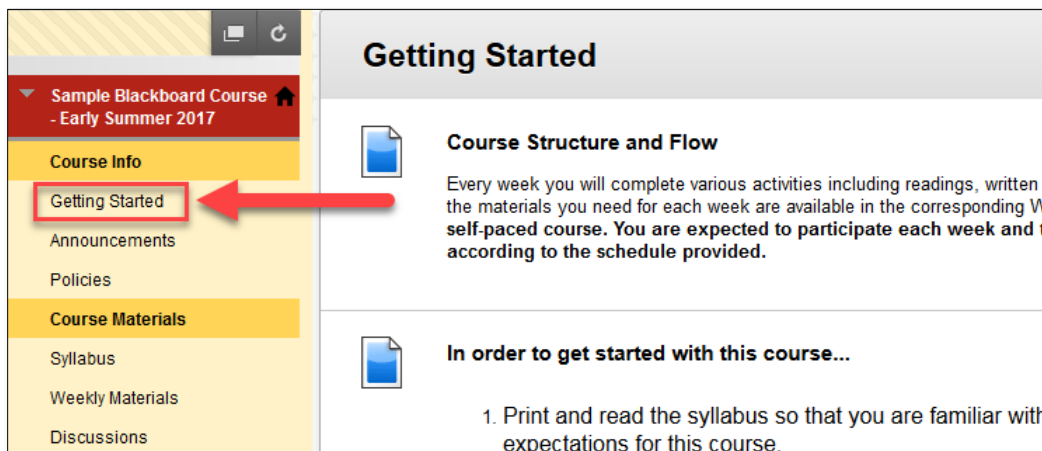 Sample Blackboard Course
- Early Summer 2017
Course Info
Getting Started
Announcements
Policies
Course Materials
Syllabus
Weekly Materials
Discussions
Getting Started
Course Structure and Flow
Every week you will complete various activities including readings, written
the materials you need for each week are available in the corresponding
self-paced course. You are expected to participate each week and
according to the schedule provided.
In order to get started with this course...
1. Print and read the syllabus so that you are familiar with
expectations for this course.